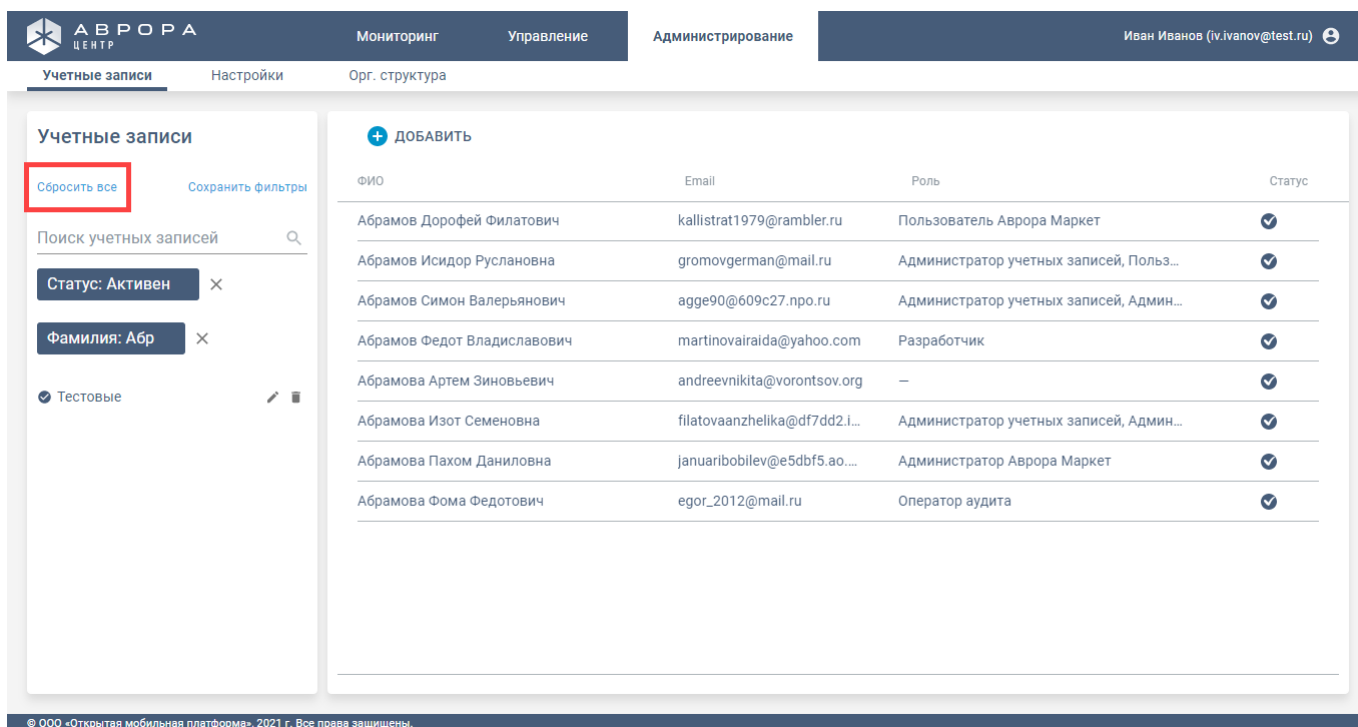 АВРОРА
ЦЕНТР
Мониторинг Управление Администрирование Иван Иванов (iv.ivanov@test.ru)
Учетные записи Настройки Орг. структура
Учетные записи
Сбросить все Сохранить фильтры
Поиск учетных записей
Статус: Активен
Фамилия: Абр
Тестовые
ДОБАВИТЬ
ФИО Email Роль Статус
Абрамов Дорофей Филатович kallistrat1979@rambler.ru Пользователь Аврора Маркет
Абрамов Исидор Руслановна gromovgerman@mail.ru Администратор учетных записей, Польз...
Абрамов Симон Валерьянович agge90@609c27.npo.ru Администратор учетных записей, Админ...
Абрамов Федот Владиславович martinovairaida@yahoo.com Разработчик
Абрамова Артем Зиновьевич andreevnikita@vorontsov.org —
Абрамова Изот Семеновна filatovaanzhelika@df7dd2.i... Администратор учетных записей, Админ...
Абрамова Пахом Даниловна januaribobilev@e5dbf5.ao.... Администратор Аврора Маркет
Абрамова Фома Федотович egor_2012@mail.ru Оператор аудита
© ООО «Открытая мобильная платформа», 2021 г. Все права защищены.